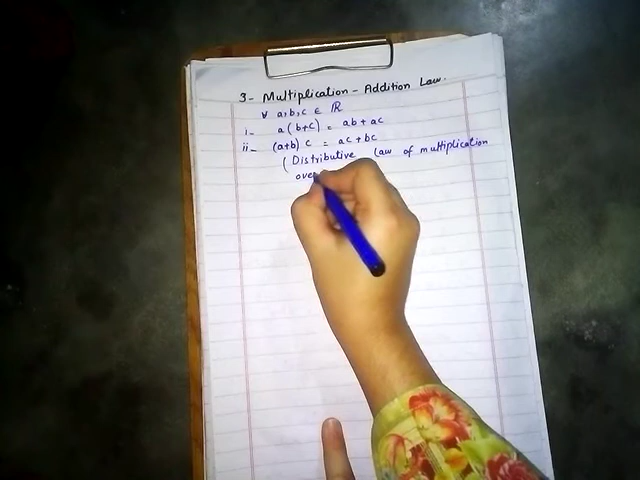 3- Multiplication - Addition Law.
∀ a,b,c ∈ ℝ
i- a(b+c) = ab + ac
ii- (a+b) c = ac + bc
(Distributive Law of multiplication
over